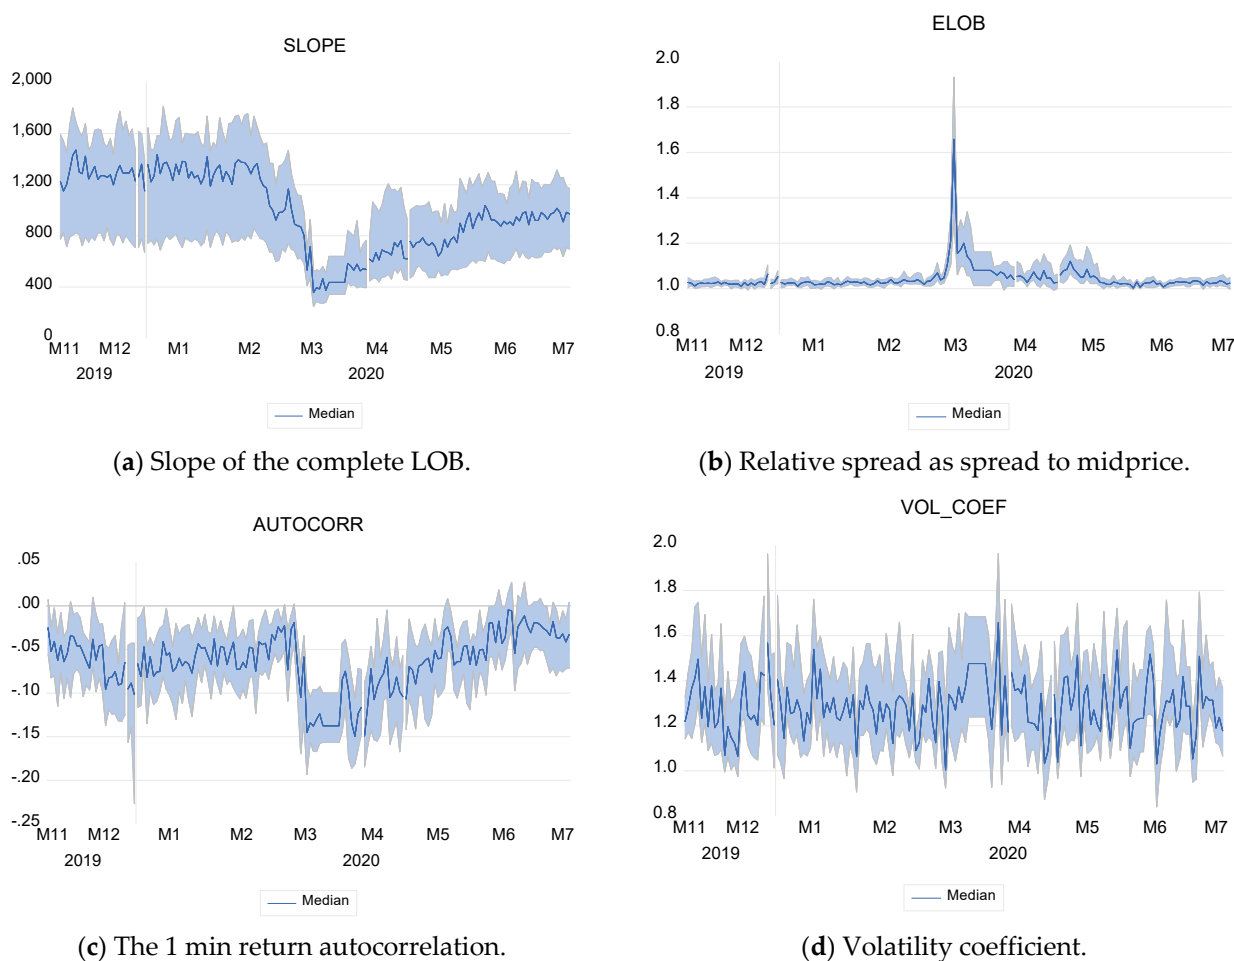 SLOPE
2,000
1,600
1,200
800
400
0
M11 M12 M1 M2 M3 M4 M5 M6 M7
2019 2020
Median
(a) Slope of the complete LOB.
ELOB
2.0
1.8
1.6
1.4
1.2
1.0
0.8
M11 M12 M1 M2 M3 M4 M5 M6 M7
2019 2020
Median
(b) Relative spread as spread to midprice.
AUTOCORR
.05
.00
-.05
-.10
-.15
-.20
-.25
M11 M12 M1 M2 M3 M4 M5 M6 M7
2019 2020
Median
(c) The 1 min return autocorrelation.
VOL_COEF
2.0
1.8
1.6
1.4
1.2
1.0
0.8
M11 M12 M1 M2 M3 M4 M5 M6 M7
2019 2020
Median
(d) Volatility coefficient.